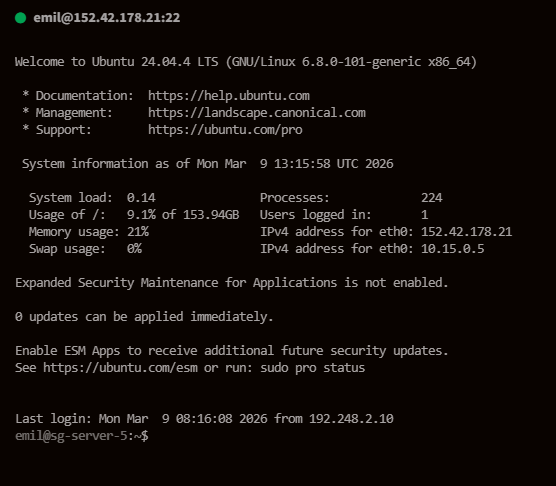 emil@152.42.178.21:22
Welcome to Ubuntu 24.04.4 LTS (GNU/Linux 6.8.0-101-generic x86_64)
* Documentation:  https://help.ubuntu.com
* Management:     https://landscape.canonical.com
* Support:        https://ubuntu.com/pro
System information as of Mon Mar  9 13:15:58 UTC 2026
System load:  0.14               Processes:             224
Usage of /:   9.1% of 153.94GB   Users logged in:       1
Memory usage: 21%                IPv4 address for eth0: 152.42.178.21
Swap usage:   0%                 IPv4 address for eth0: 10.15.0.5
Expanded Security Maintenance for Applications is not enabled.
0 updates can be applied immediately.
Enable ESM Apps to receive additional future security updates.
See https://ubuntu.com/esm or run: sudo pro status
Last login: Mon Mar  9 08:16:08 2026 from 192.248.2.10
emil@sg-server-5:~$